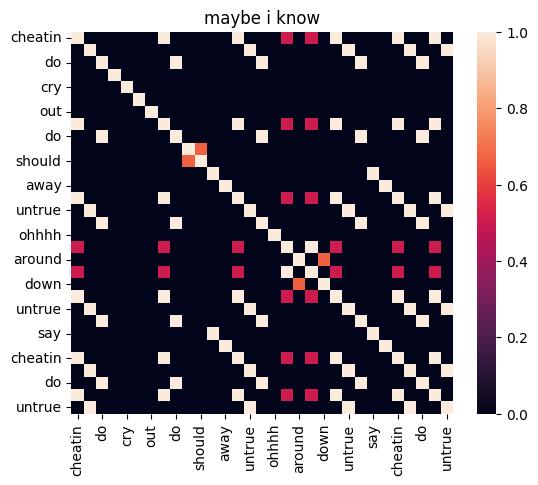 maybe i know
cheatin
do
cry
out
do
should
away
untrue
ohhhh
around
down
untrue
say
cheatin
do
untrue
1.0
0.8
0.6
0.4
0.2
0.0
cheatin
do
cry
out
do
should
away
untrue
ohhhh
around
down
untrue
say
cheatin
do
untrue